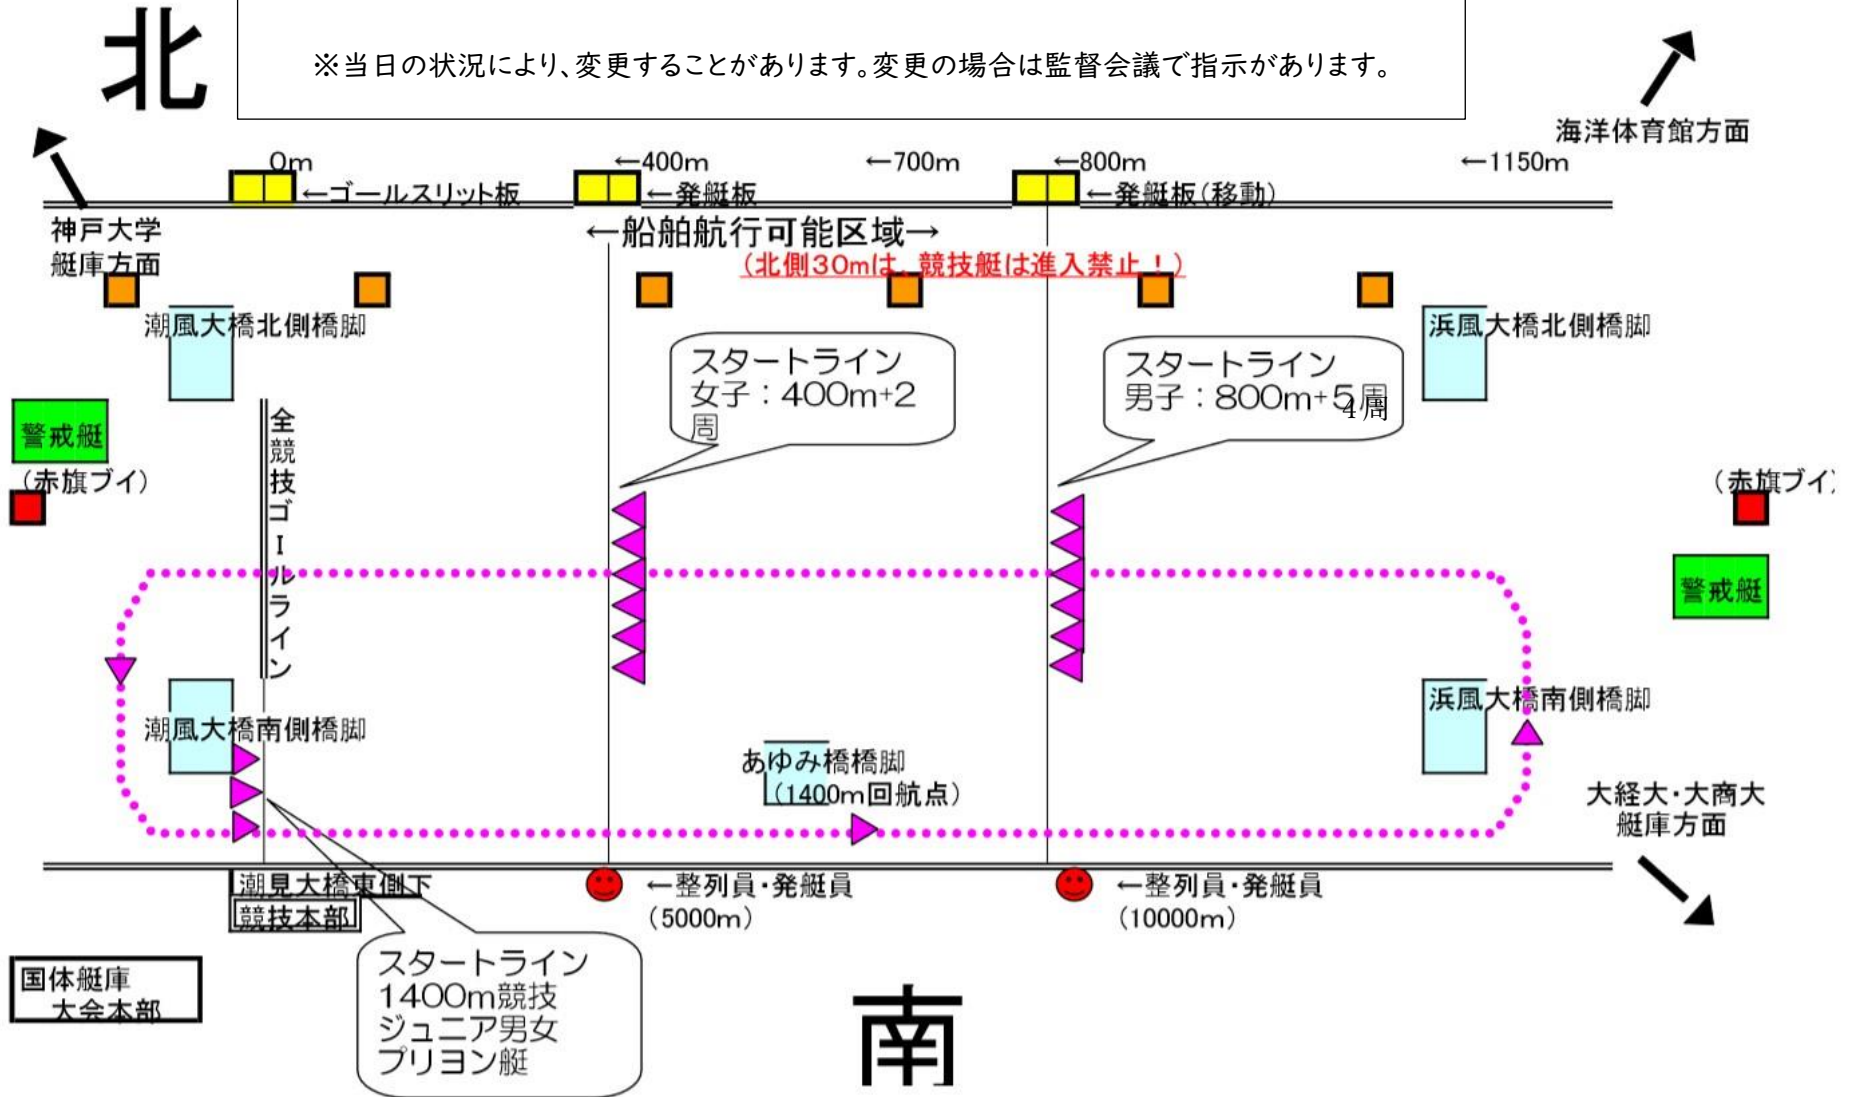 北
※当日の状況により、変更することがあります。変更の場合は監督会議で指示があります。
海洋体育館方面
0m
←400m
←700m
←800m
←1150m
←ゴールスリット板
←発艇板
←発艇板(移動)
神戸大学
艇庫方面
←船舶航行可能区域→
(北側30mは、競技艇は進入禁止！)
潮風大橋北側橋脚
浜風大橋北側橋脚
スタートライン
女子：400m+2
周
スタートライン
男子：800m+5周
4周
警戒艇
(赤旗ブイ)
全競技ゴールライン
(赤旗ブイ)
警戒艇
潮風大橋南側橋脚
浜風大橋南側橋脚
あゆみ橋橋脚
(1400m回航点)
大経大・大商大
艇庫方面
潮見大橋東側下
競技本部
←整列員・発艇員
(5000m)
←整列員・発艇員
(10000m)
国体艇庫
大会本部
スタートライン
1400m競技
ジュニア男女
プリヨン艇
南